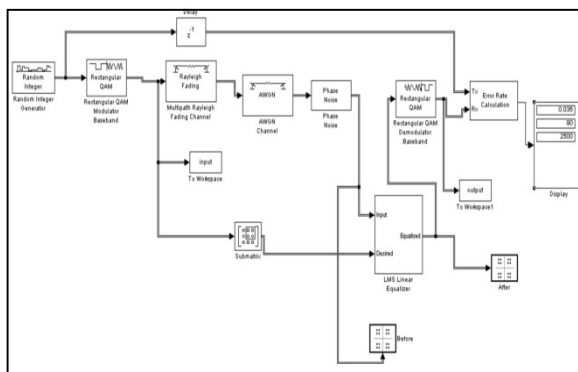 Delay
-1
z
Random
Integer
Random Integer
Generator
Rectangular
QAM
Rectangular QAM
Modulator
Baseband
Rayleigh
Fading
Multipath Rayleigh
Fading Channel
AWGN
AWGN
Channel
Phase
Noise
Phase
Noise
Rectangular
QAM
Rectangular QAM
Demodulator
Baseband
Tx
Rx
Error Rate
Calculation
0.036
90
2500
Display
input
To Workspace
output
To Workspace1
Submatrix
Input
Desired
Equalized
LMS Linear
Equalizer
After
Before